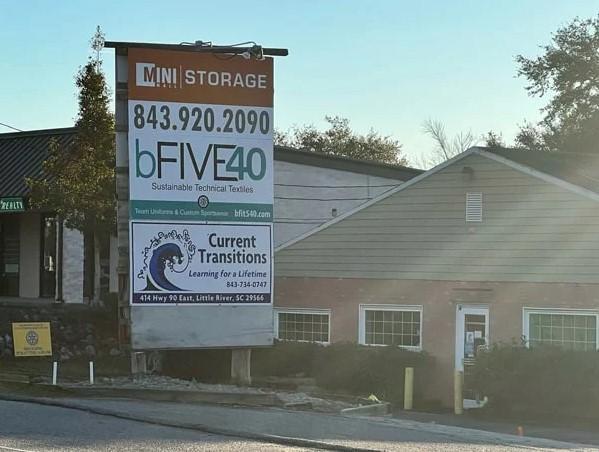 MINI STORAGE
MALL
843.920.2090
bFIVE40
Sustainable Technical Textiles
Team Uniforms & Custom Sportswear bfit540.com
Current
Transitions
Learning for a Lifetime
843-734-0747
414 Hwy 90 East, Little River, SC 29566
REALTY